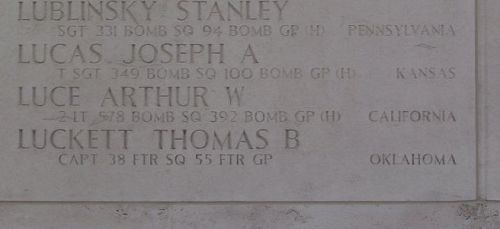 LUBLINSKY STANLEY
SGT 331 BOMB SQ 94 BOMB GP (H) PENNSYLVANIA
LUCAS JOSEPH A
T SGT 349 BOMB SQ 100 BOMB GP (H) KANSAS
LUCE ARTHUR W
2 LT 578 BOMB SQ 392 BOMB GP (H) CALIFORNIA
LUCKETT THOMAS B
CAPT 38 FTR SQ 55 FTR GP OKLAHOMA